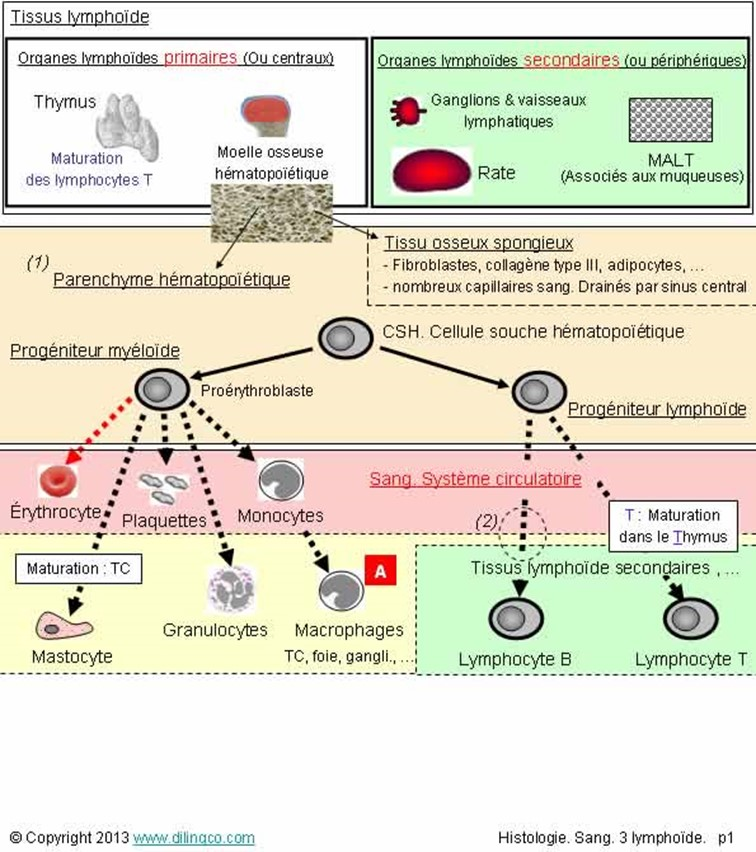 Tissus lymphoïde
Organes lymphoïdes primaires (Ou centraux)
Thymus
Maturation
des lymphocytes T
Moelle osseuse
hématopoïétique
Organes lymphoïdes secondaires (ou périphériques)
Ganglions & vaisseaux
lymphatiques
Rate
MALT
(Associés aux muqueuses)
(1)
Parenchyme hématopoïétique
Tissu osseux spongieux
- Fibroblastes, collagène type III, adipocytes, ...
- nombreux capillaires sang. Drainés par sinus central
CSH. Cellule souche hématopoïétique
Progéniteur myéloïde
Proérythroblaste
Progéniteur lymphoïde
Sang. Système circulatoire
Érythrocyte
Plaquettes
Monocytes
(2)
T : Maturation
dans le Thymus
Maturation : TC
A
Tissus lymphoïde secondaires , ...
Mastocyte
Granulocytes
Macrophages
TC, foie, gangli., ...
Lymphocyte B
Lymphocyte T
© Copyright 2013 www.dilingco.com
Histologie. Sang. 3 lymphoïde. p1